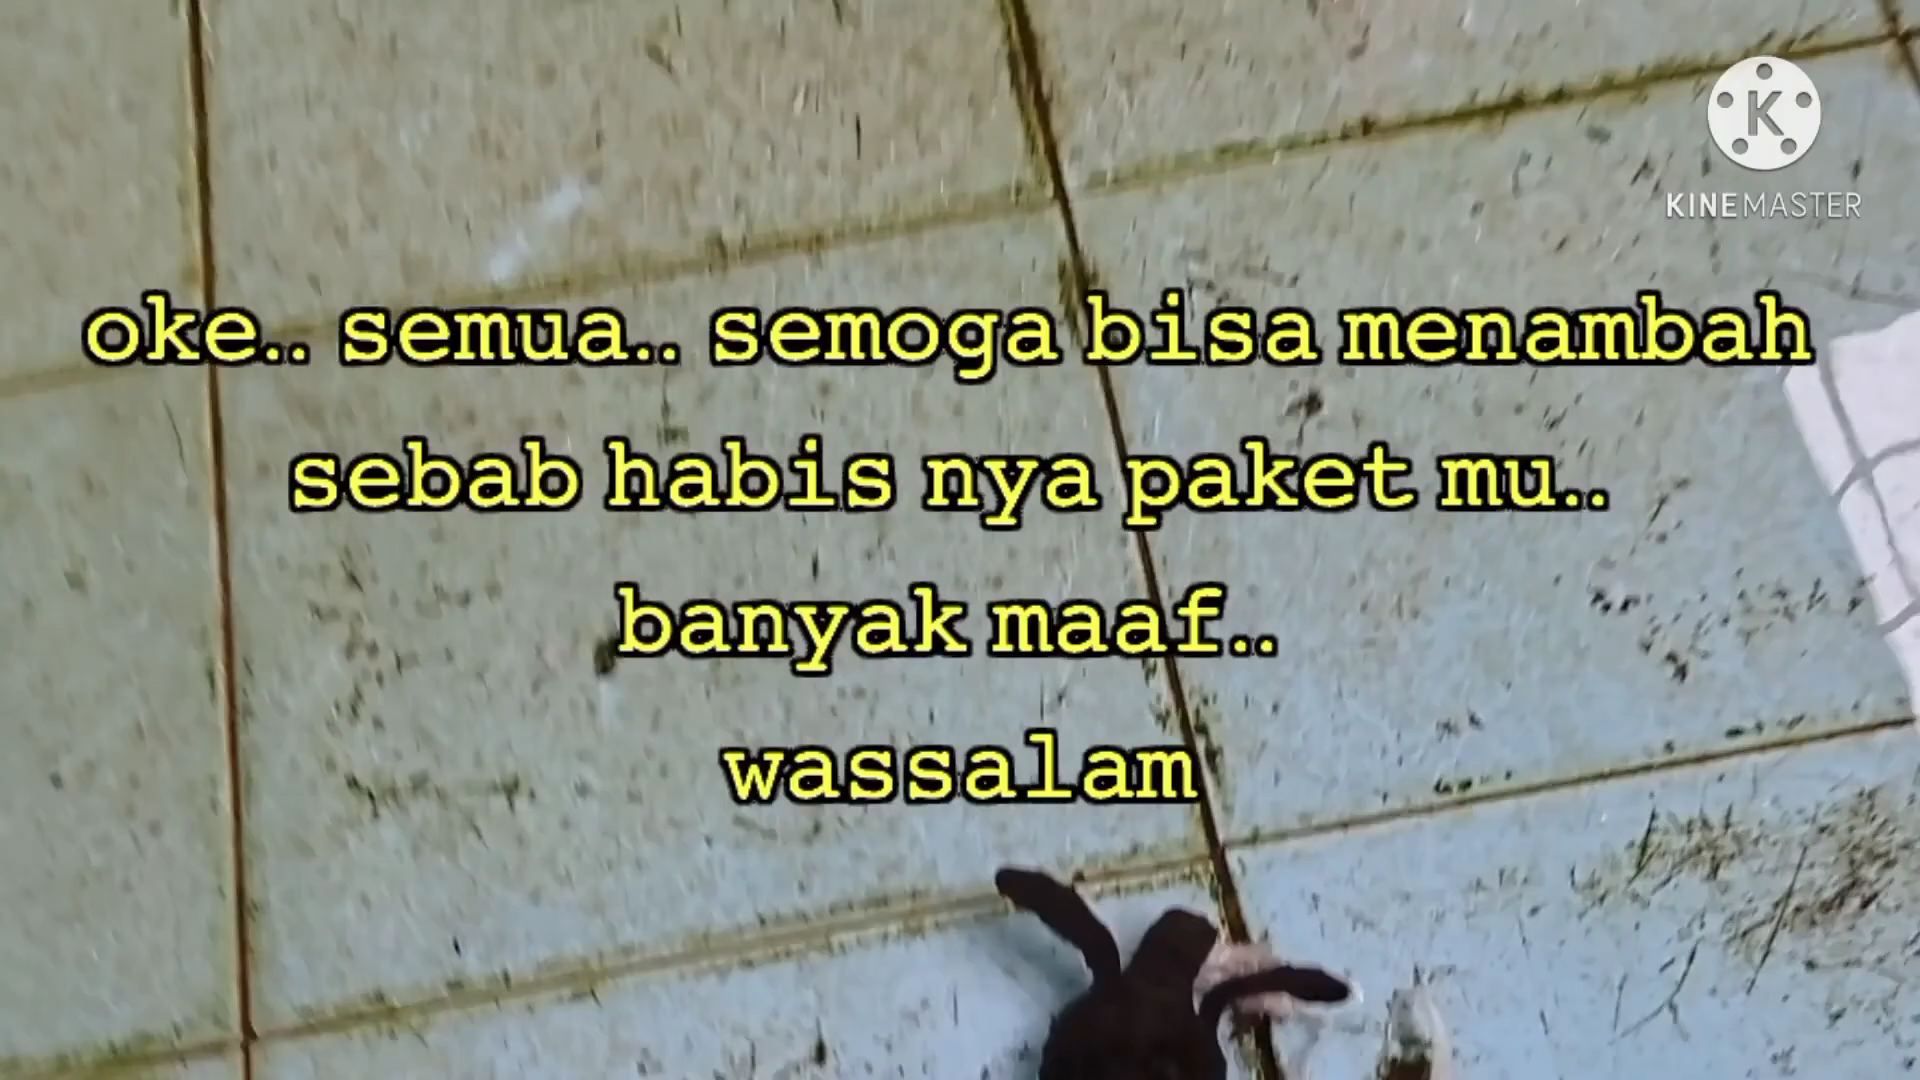 K
KINEMASTER
oke.. semua.. semoga bisa menambah
sebab habis nya paket mu..
banyak maaf..
wassalam